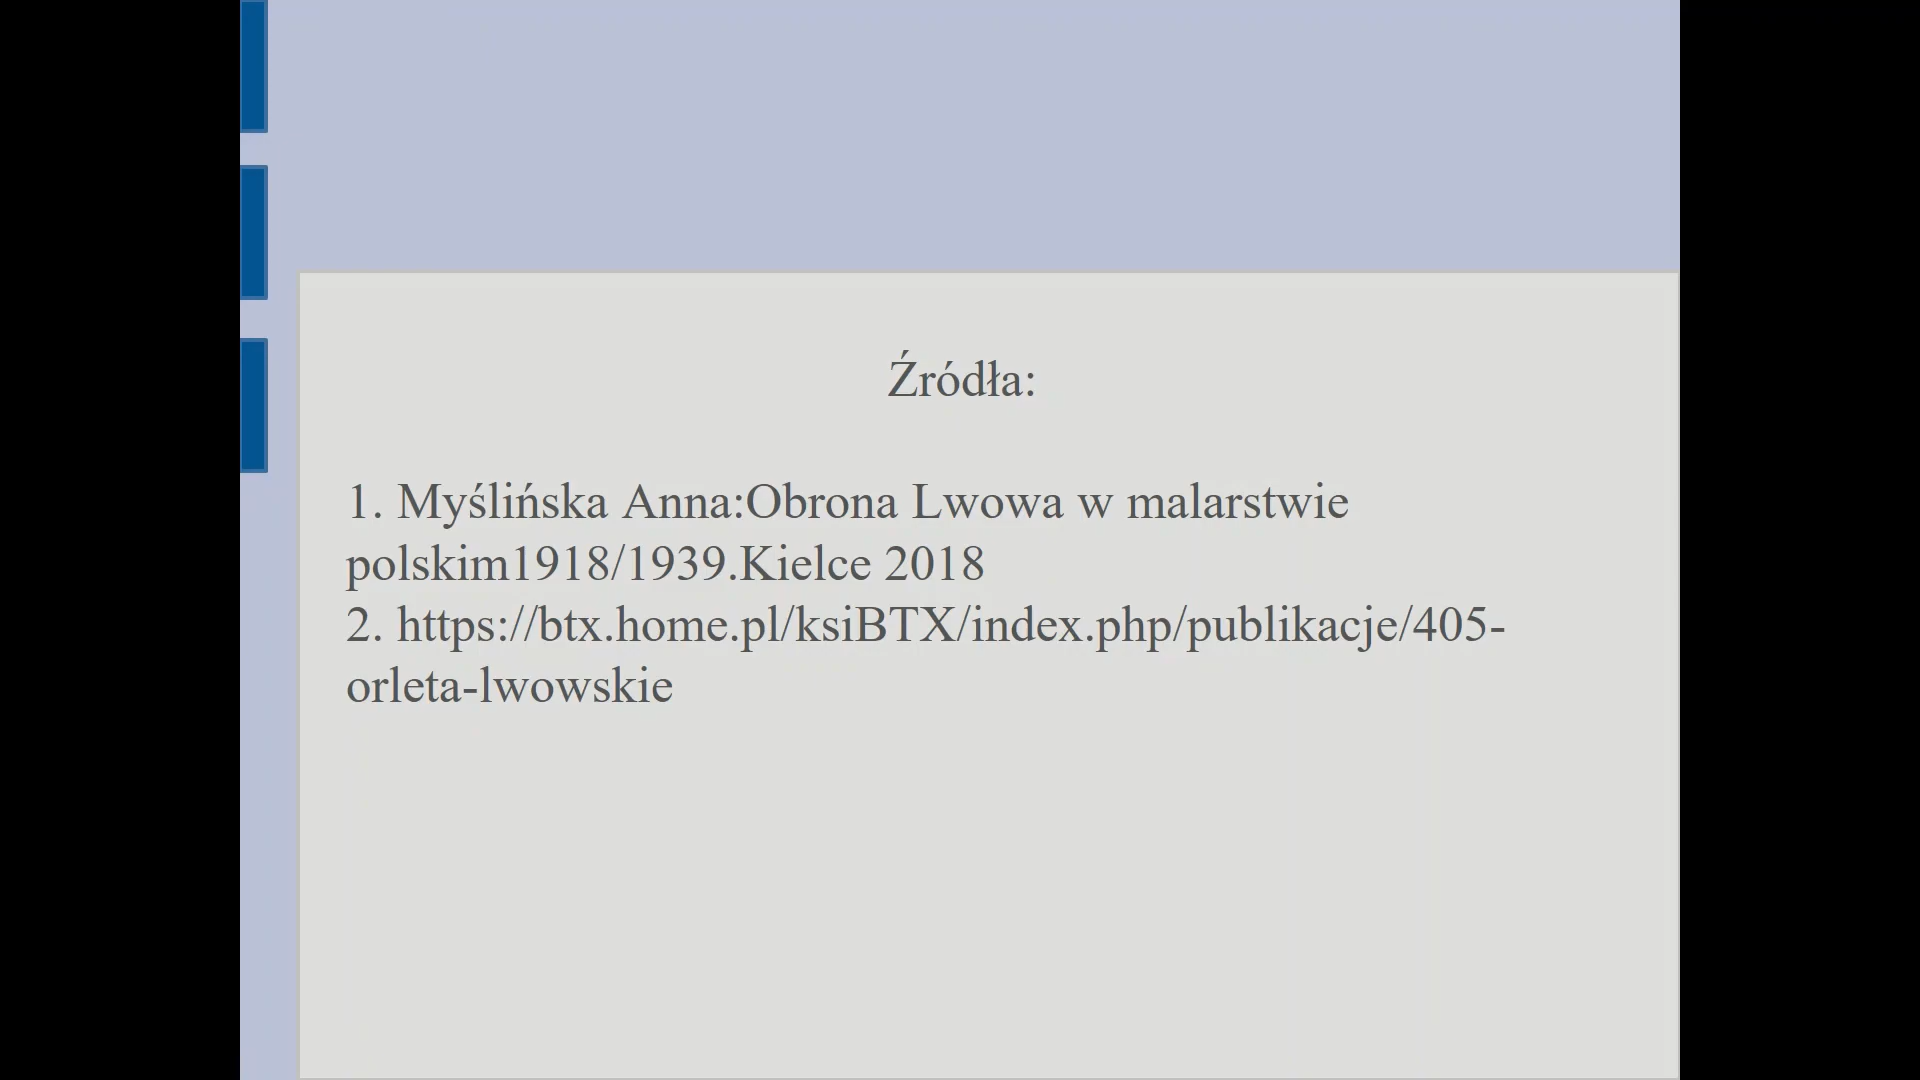 Źródła:
1. Myślińska Anna:Obrona Lwowa w malarstwie
polskim1918/1939.Kielce 2018
2. https://btx.home.pl/ksiBTX/index.php/publikacje/405-
orleta-lwowskie